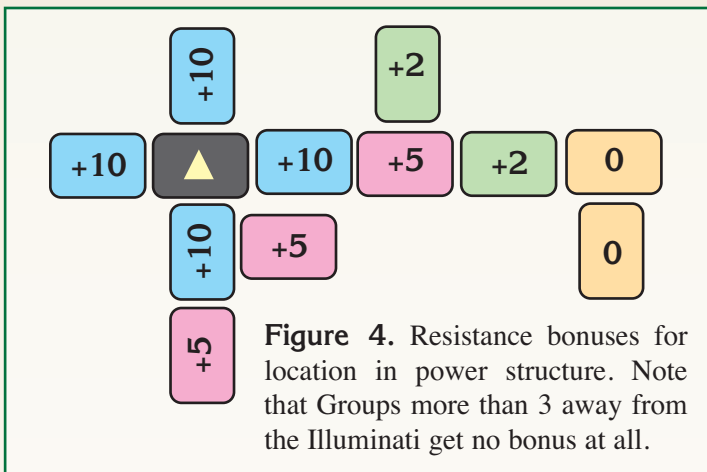 +10
+2
+10
+10
+5
+2
0
+10
+5
0
+5
Figure 4. Resistance bonuses for
location in power structure. Note
that Groups more than 3 away from
the Illuminati get no bonus at all.